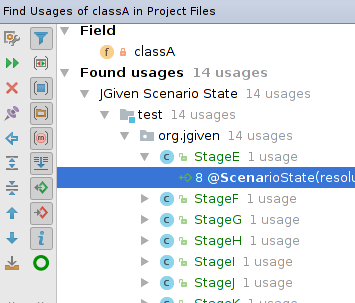 Find Usages of classA in Project Files
Field
f classA
Found usages 14 usages
JGiven Scenario State 14 usages
test 14 usages
org.jgiven 14 usages
C StageE 1 usage
8 @ScenarioState(resolu
C StageF 1 usage
C StageG 1 usage
C StageH 1 usage
C StageI 1 usage
C StageJ 1 usage